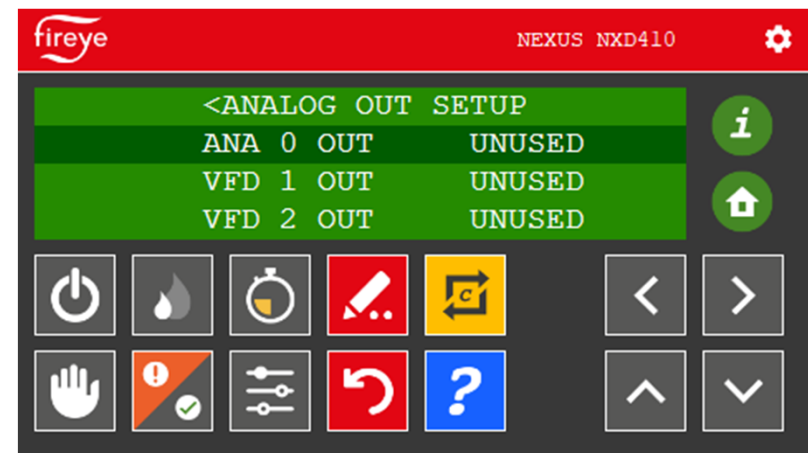 fireye
NEXUS NXD410
<ANALOG OUT SETUP
ANA 0 OUT UNUSED
VFD 1 OUT UNUSED
VFD 2 OUT UNUSED
i
C
?